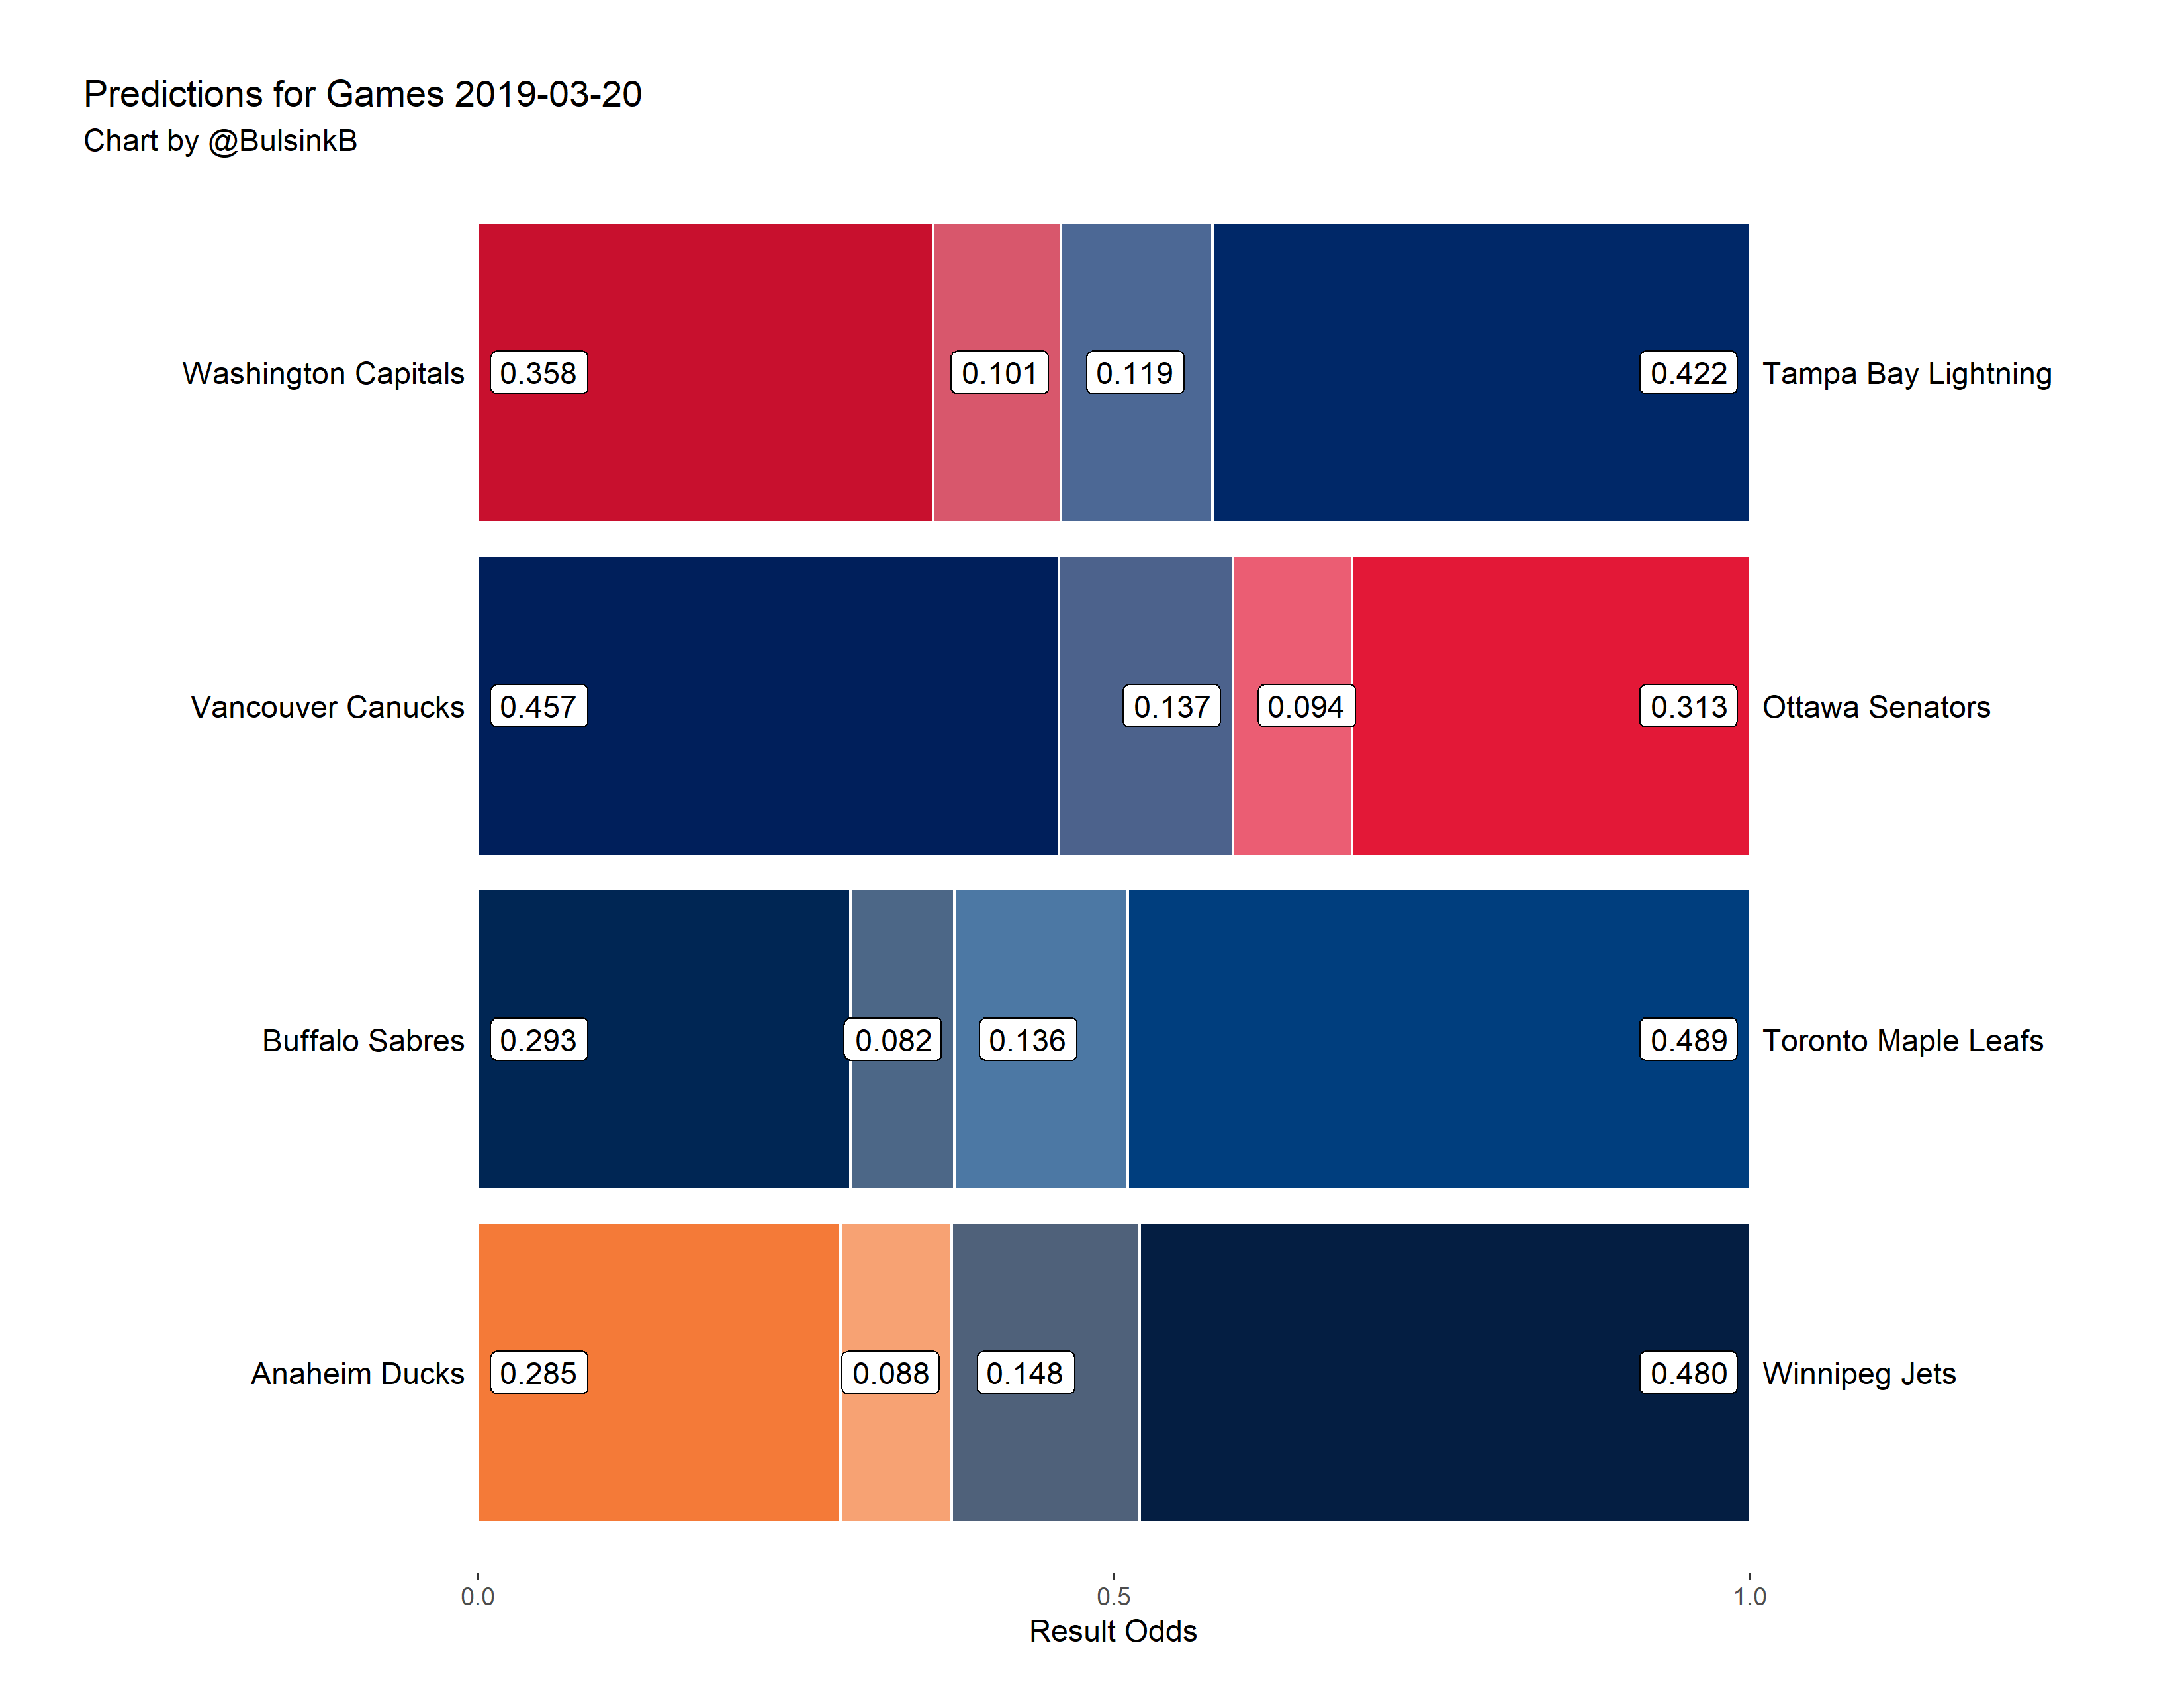 Predictions for Games 2019-03-20
Chart by @BulsinkB
Washington Capitals 0.358 0.101 0.119 0.422 Tampa Bay Lightning
Vancouver Canucks 0.457 0.137 0.094 0.313 Ottawa Senators
Buffalo Sabres 0.293 0.082 0.136 0.489 Toronto Maple Leafs
Anaheim Ducks 0.285 0.088 0.148 0.480 Winnipeg Jets
0.0 0.5 1.0
Result Odds